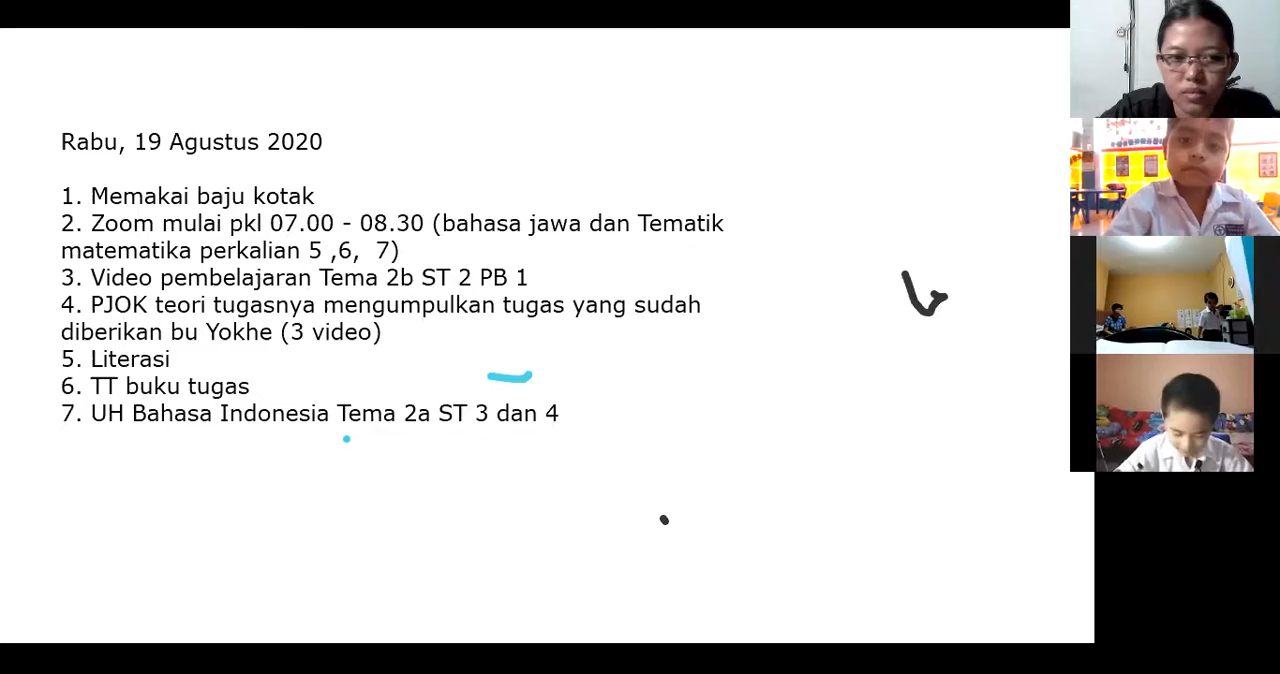 Rabu, 19 Agustus 2020
1. Memakai baju kotak
2. Zoom mulai pkl 07.00 - 08.30 (bahasa jawa dan Tematik
matematika perkalian 5 ,6,  7)
3. Video pembelajaran Tema 2b ST 2 PB 1
4. PJOK teori tugasnya mengumpulkan tugas yang sudah
diberikan bu Yokhe (3 video)
5. Literasi
6. TT buku tugas
7. UH Bahasa Indonesia Tema 2a ST 3 dan 4